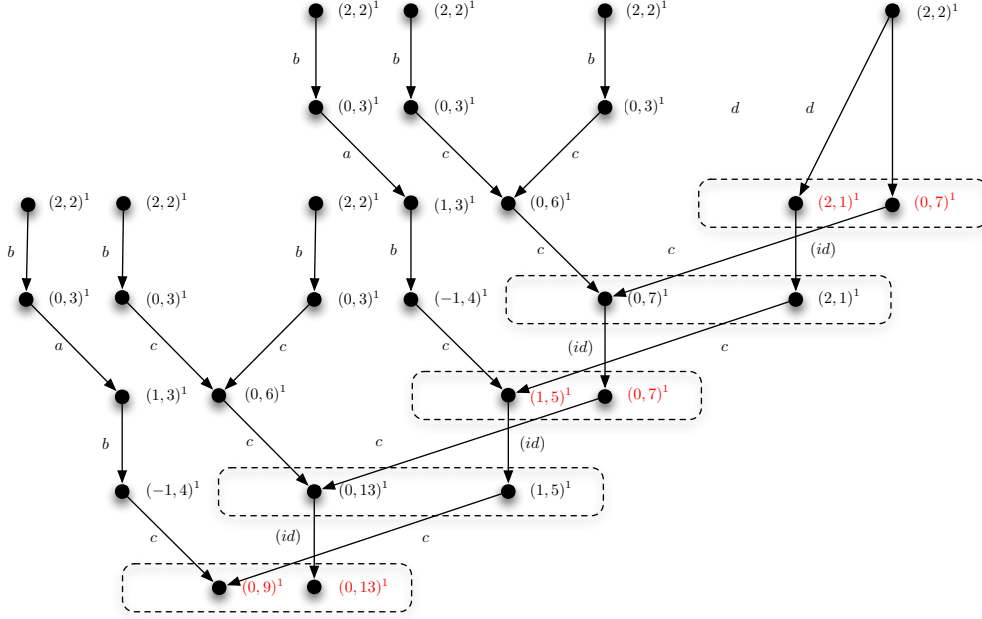 (2, 2)¹ (2, 2)¹ (2, 2)¹ (2, 2)¹
b b b
(0, 3)¹ (0, 3)¹ (0, 3)¹ d d
a c c
(2, 2)¹ (2, 2)¹ (2, 2)¹ (1, 3)¹ (0, 6)¹ (2, 1)¹ (0, 7)¹
b b b b c c (id)
(0, 3)¹ (0, 3)¹ (0, 3)¹ (−1, 4)¹ (0, 7)¹ (2, 1)¹
a c c c (id) c
(1, 3)¹ (0, 6)¹ (1, 5)¹ (0, 7)¹
b c c (id)
(−1, 4)¹ (0, 13)¹ (1, 5)¹
c (id) c
(0, 9)¹ (0, 13)¹